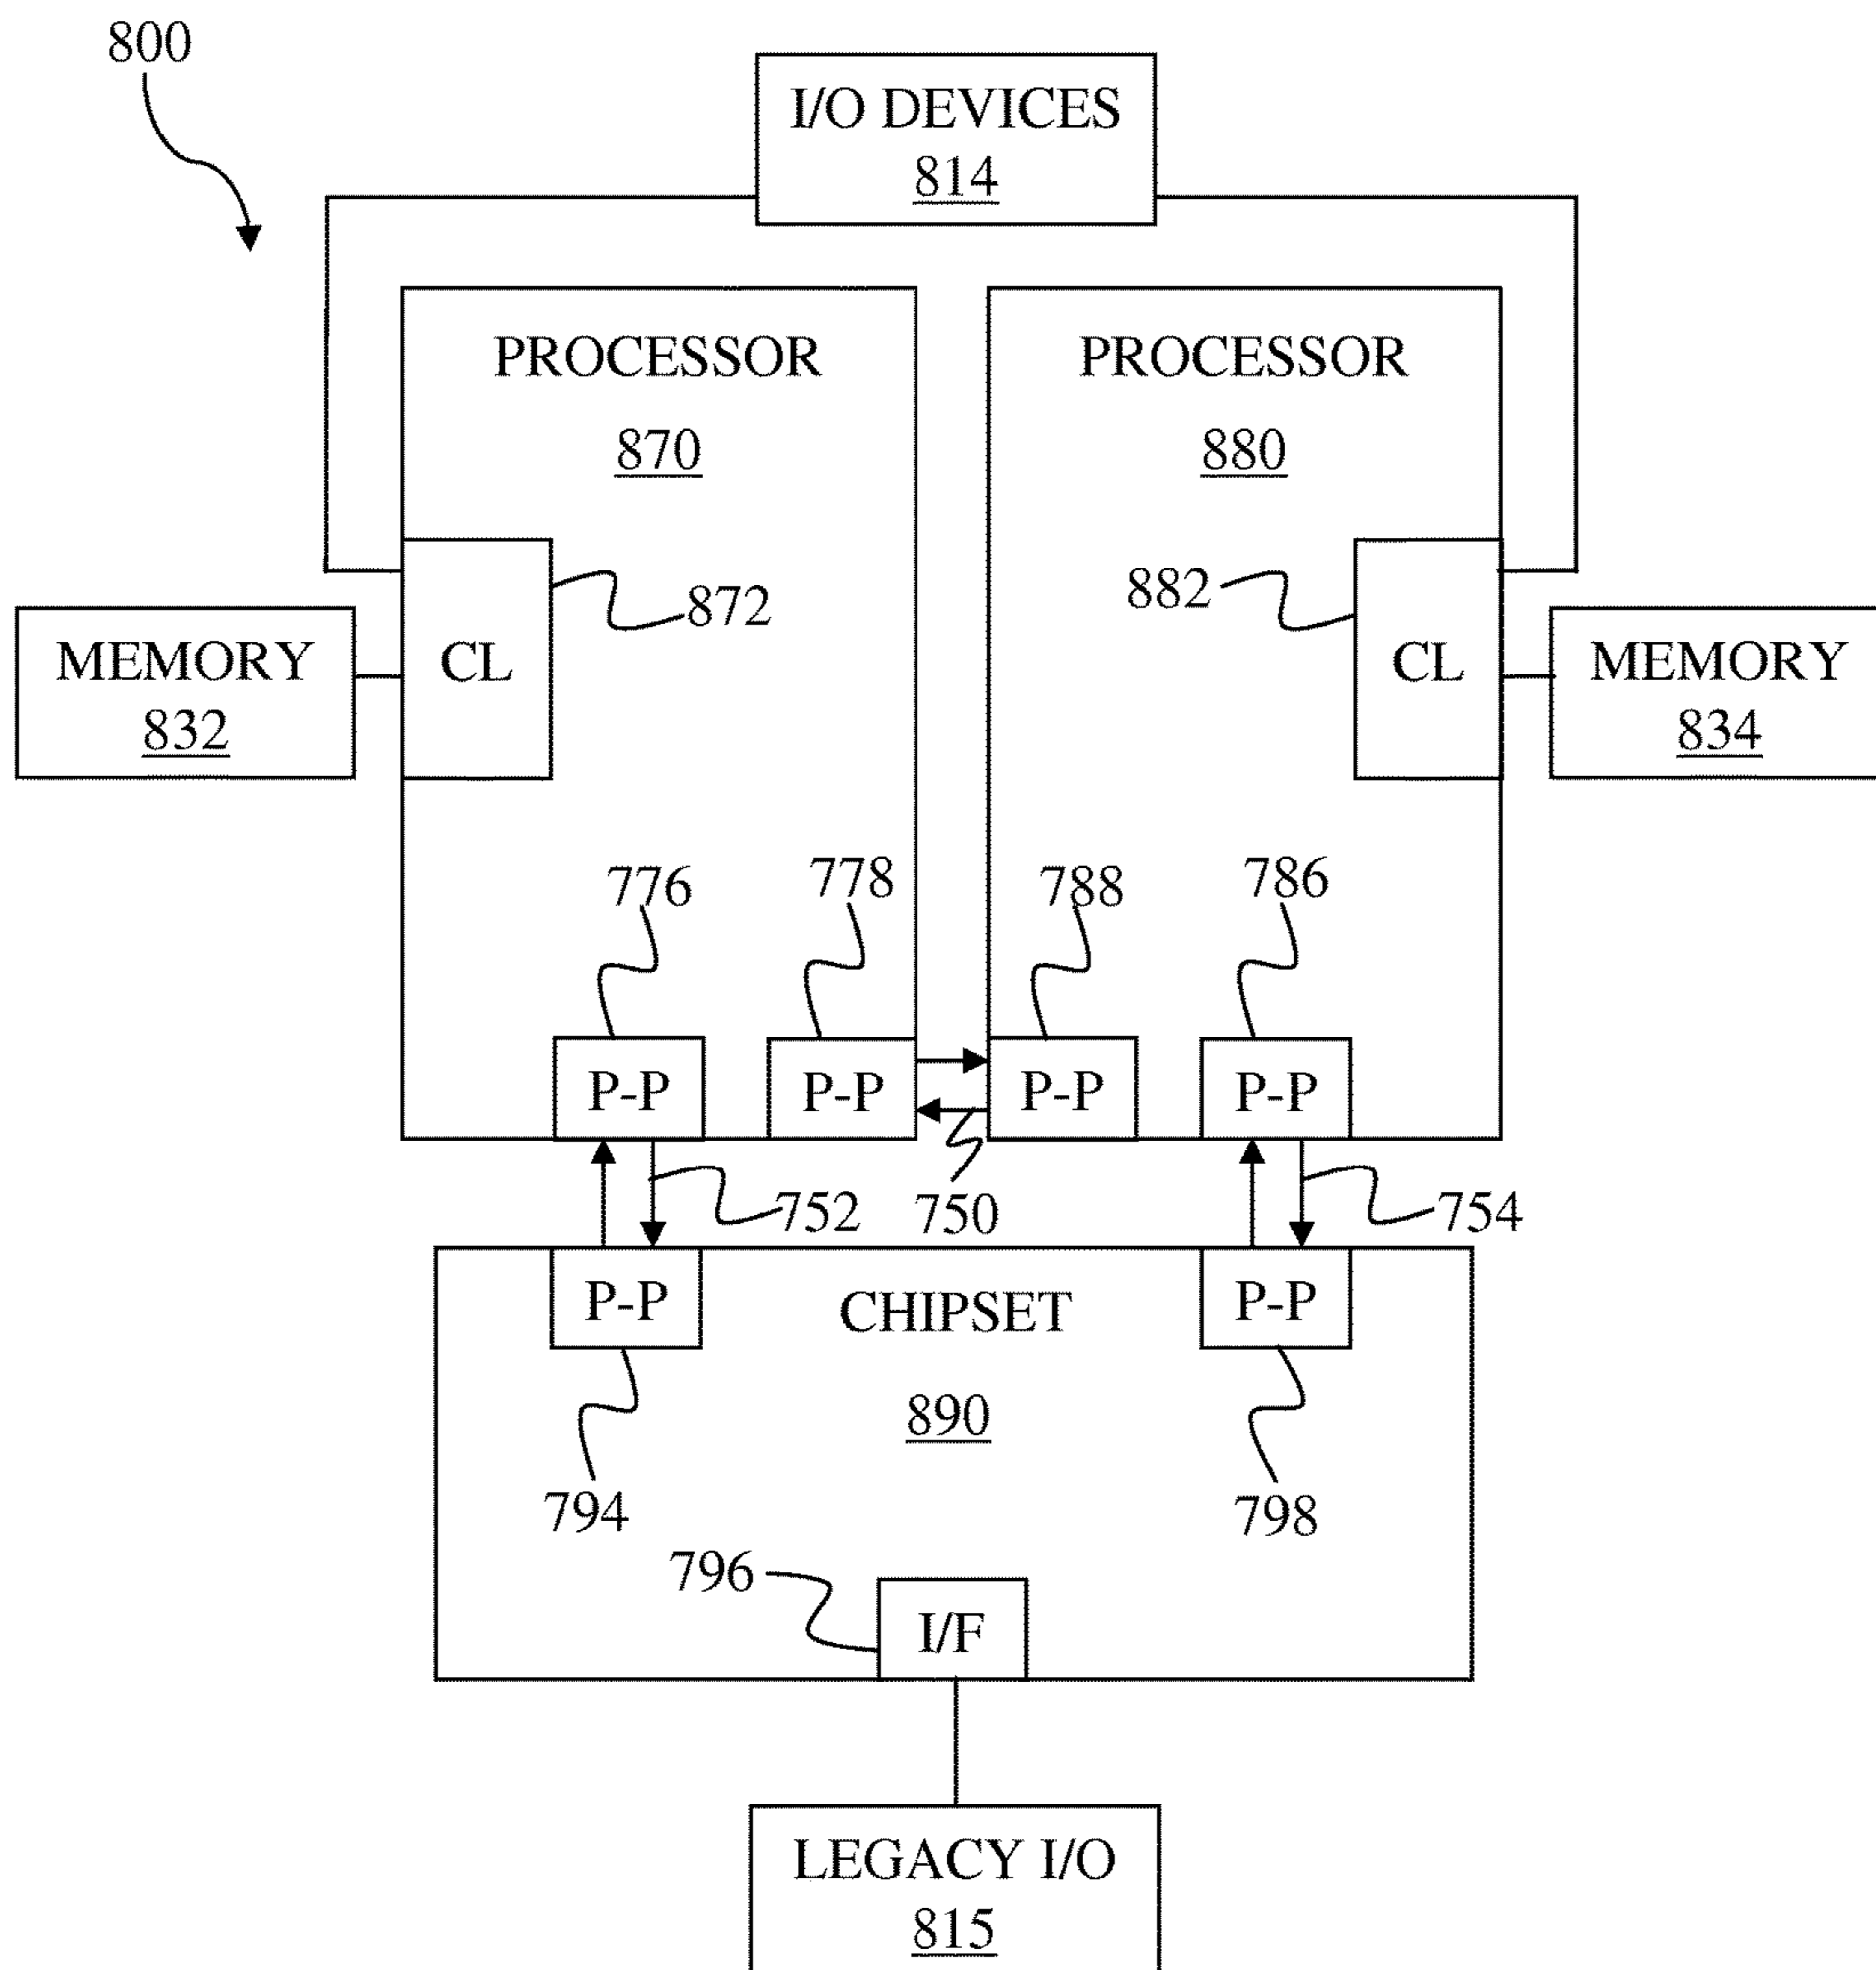 800
I/O DEVICES
814
PROCESSOR
870
PROCESSOR
880
872
882
CL
CL
MEMORY
832
MEMORY
834
776
778
788
786
P-P
P-P
P-P
P-P
752
750
754
P-P
CHIPSET
P-P
890
794
798
796
I/F
LEGACY I/O
815